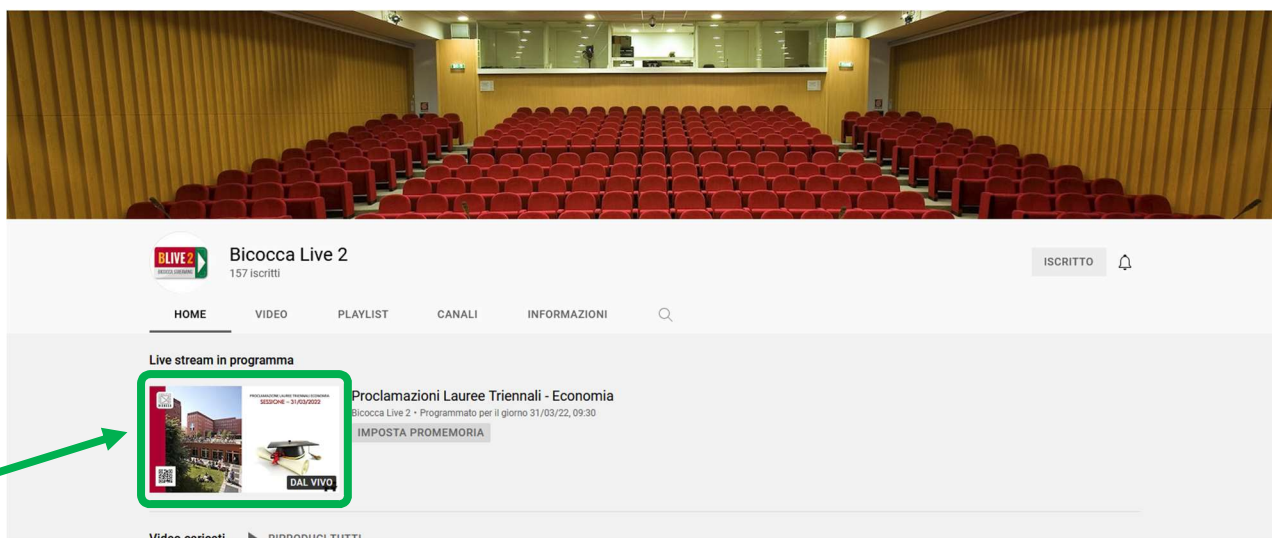 BLIVE 2
BICOCCA STREAMING
Bicocca Live 2
157 iscritti
ISCRITTO
HOME VIDEO PLAYLIST CANALI INFORMAZIONI
Live stream in programma
PROCLAMAZIONI LAUREE TRIENNALI ECONOMIA
SESSIONE - 31/03/2022
DAL VIVO
Proclamazioni Lauree Triennali - Economia
Bicocca Live 2 • Programmato per il giorno 31/03/22, 09:30
IMPOSTA PROMEMORIA
Video caricati RIPRODUCI TUTTI